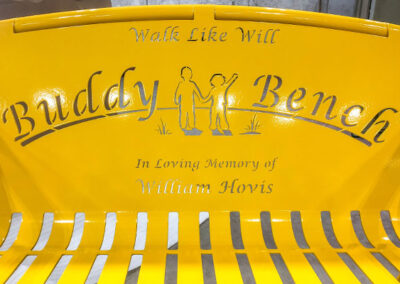 Walk Like Will
Buddy Bench
In Loving Memory of
William Hovis